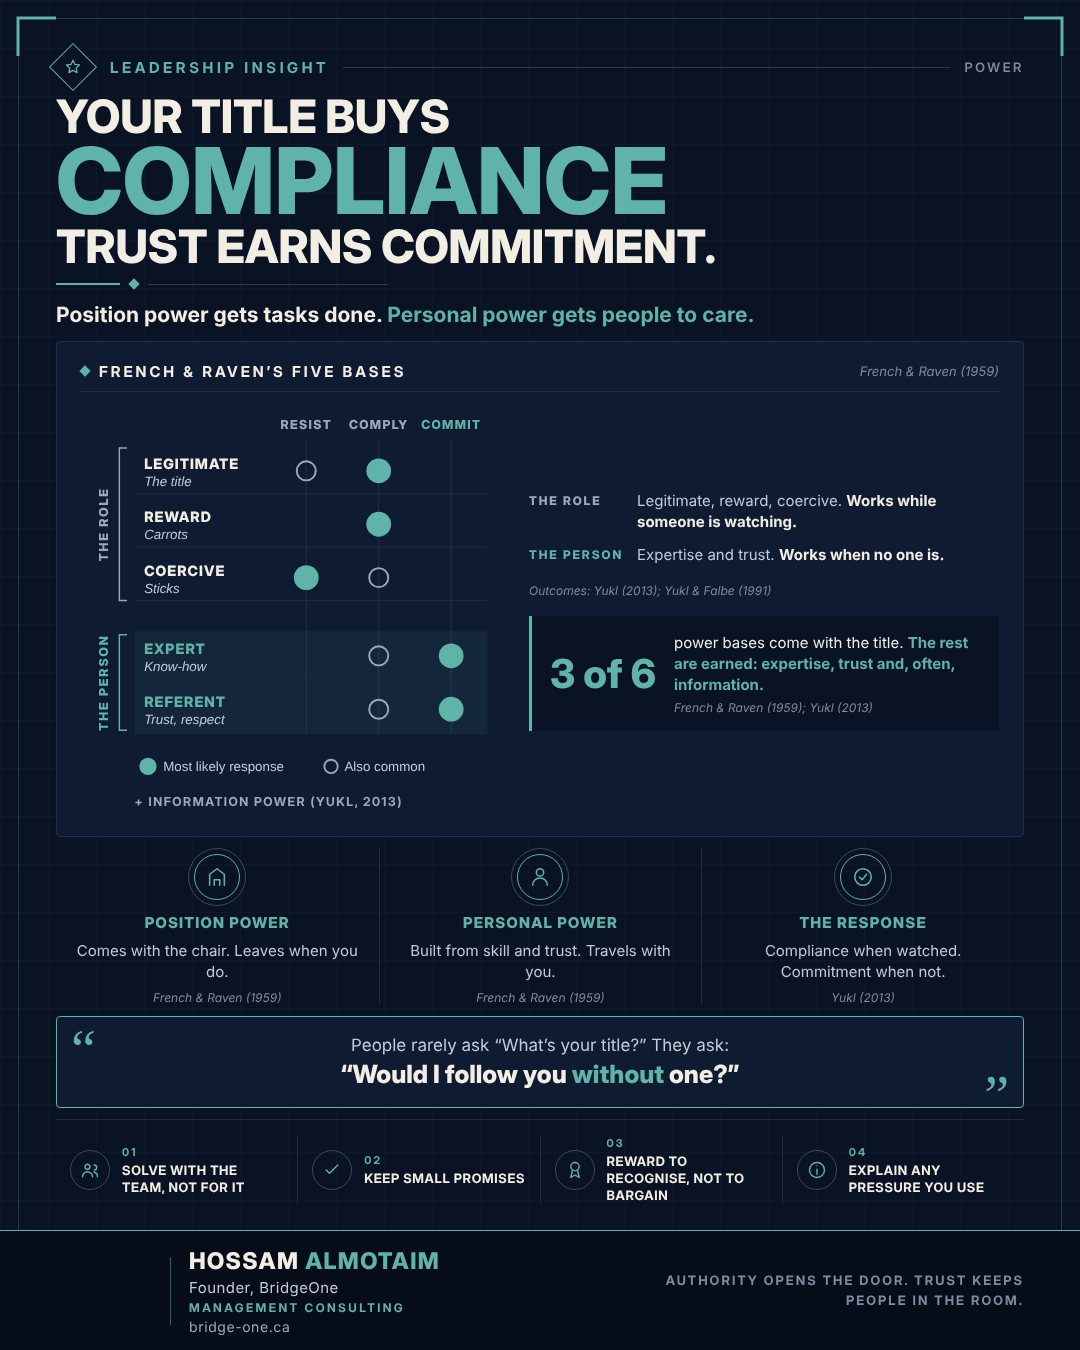 LEADERSHIP INSIGHT
POWER
YOUR TITLE BUYS
COMPLIANCE
TRUST EARNS COMMITMENT.
Position power gets tasks done. Personal power gets people to care.
FRENCH & RAVEN’S FIVE BASES
French & Raven (1959)
RESIST COMPLY COMMIT
THE ROLE
LEGITIMATE
The title
REWARD
Carrots
COERCIVE
Sticks
THE PERSON
EXPERT
Know-how
REFERENT
Trust, respect
Most likely response
Also common
+ INFORMATION POWER (YUKL, 2013)
THE ROLE
Legitimate, reward, coercive. Works while
someone is watching.
THE PERSON
Expertise and trust. Works when no one is.
Outcomes: Yukl (2013); Yukl & Falbe (1991)
3 of 6
power bases come with the title. The rest
are earned: expertise, trust and, often,
information.
French & Raven (1959); Yukl (2013)
POSITION POWER
Comes with the chair. Leaves when you
do.
French & Raven (1959)
PERSONAL POWER
Built from skill and trust. Travels with
you.
French & Raven (1959)
THE RESPONSE
Compliance when watched.
Commitment when not.
Yukl (2013)
“
People rarely ask “What’s your title?” They ask:
“Would I follow you without one?”
”
01
SOLVE WITH THE
TEAM, NOT FOR IT
02
KEEP SMALL PROMISES
03
REWARD TO
RECOGNISE, NOT TO
BARGAIN
04
EXPLAIN ANY
PRESSURE YOU USE
HOSSAM ALMOTAIM
Founder, BridgeOne
MANAGEMENT CONSULTING
bridge-one.ca
AUTHORITY OPENS THE DOOR. TRUST KEEPS
PEOPLE IN THE ROOM.